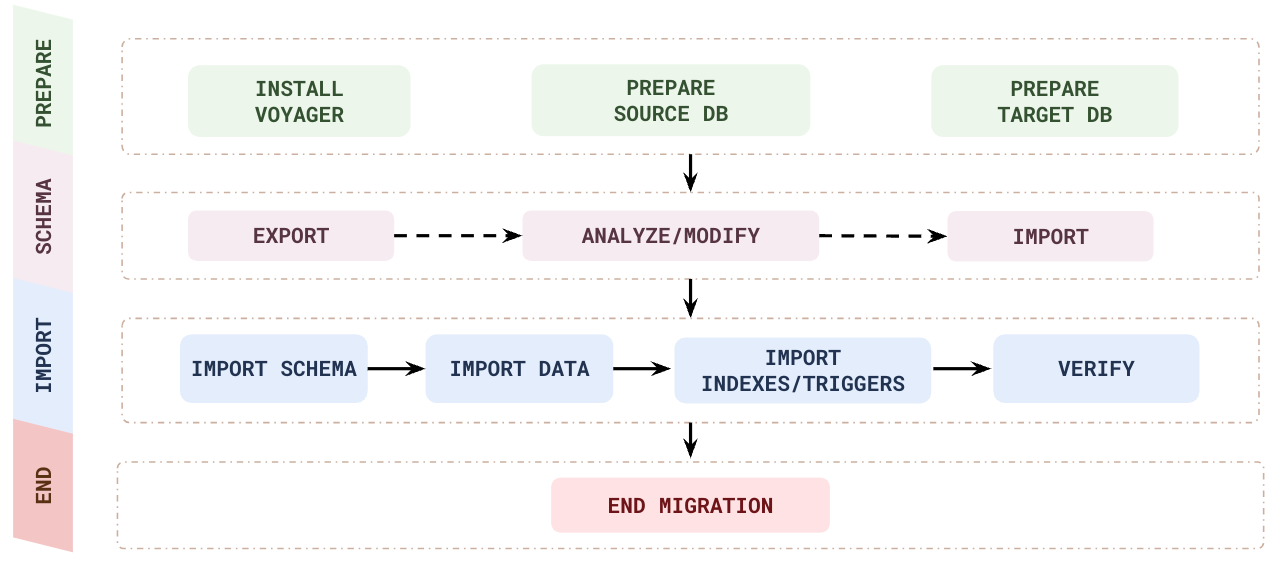 PREPARE
INSTALL
VOYAGER
PREPARE
SOURCE DB
PREPARE
TARGET DB
SCHEMA
EXPORT
ANALYZE/MODIFY
IMPORT
IMPORT
IMPORT SCHEMA
IMPORT DATA
IMPORT
INDEXES/TRIGGERS
VERIFY
END
END MIGRATION